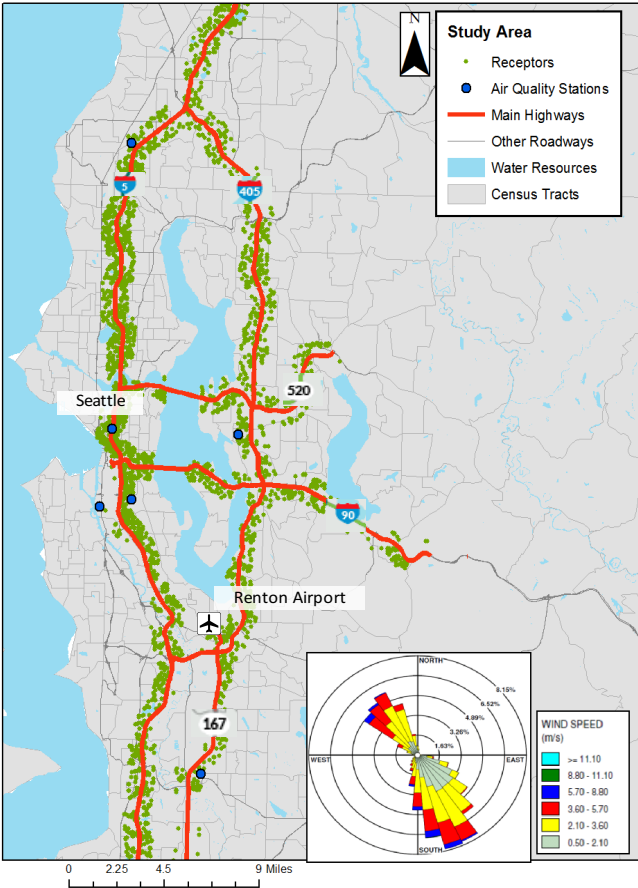 N
Study Area
Receptors
Air Quality Stations
Main Highways
Other Roadways
Water Resources
Census Tracts
5
405
520
Seattle
90
Renton Airport
167
NORTH
8.15%
6.52%
4.89%
3.26%
1.63%
WEST
EAST
SOUTH
WIND SPEED
(m/s)
>= 11.10
8.80 - 11.10
5.70 - 8.80
3.60 - 5.70
2.10 - 3.60
0.50 - 2.10
0 2.25 4.5 9 Miles